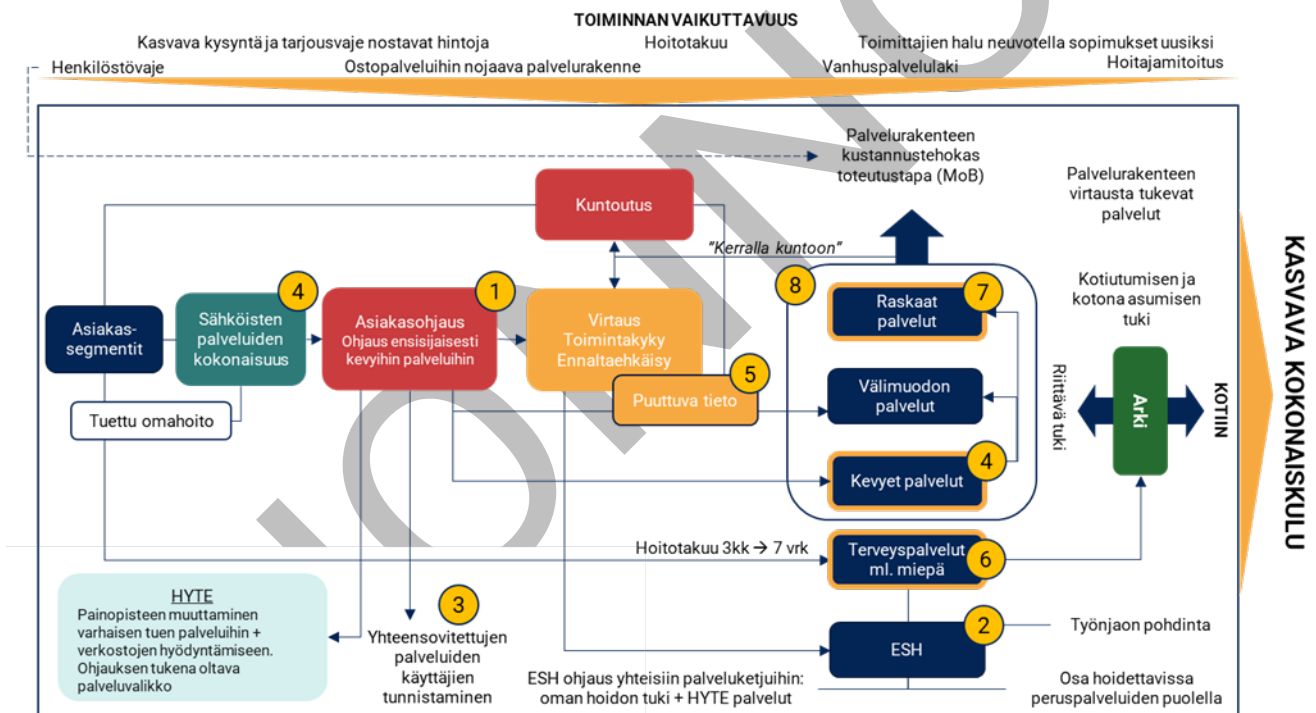 TOIMINNAN VAIKUTTAVUUS
Kasvava kysyntä ja tarjousvaje nostavat hintoja
Hoitotakuu
Toimittajien halu neuvotella sopimukset uusiksi
Henkilöstövaje
Ostopalveluihin nojaava palvelurakenne
Vanhuspalvelulaki
Hoitajamitoitus
Palvelurakenteen
kustannustehokas
toteutustapa (MoB)
Palvelurakenteen
virtausta tukevat
palvelut
Kuntoutus
"Kerralla kuntoon"
Kotiutumisen ja
kotona asumisen
tuki
Asiakas-
segmentit
4
Sähköisten
palveluiden
kokonaisuus
Tuettu omahoito
1
Asiakasohjaus
Ohjaus ensisijaisesti
kevyihin palveluihin
Virtaus
Toimintakyky
Ennaltaehkäisy
5
Puuttuva tieto
8
7
Raskaat
palvelut
Välimuodon
palvelut
4
Kevyet palvelut
Riittävä tuki
Arki
KOTIIN
KASVAVA KOKONAISKULU
Hoitotakuu 3kk → 7 vrk
Terveyspalvelut
ml. miepä
6
HYTE
Painopisteen muuttaminen
varhaisen tuen palveluihin +
verkostojen hyödyntämiseen.
Ohjauksen tukena oltava
palveluvalikko
3
Yhteensovitettujen
palveluiden
käyttäjien
tunnistaminen
2
ESH
Työnjaon pohdinta
ESH ohjaus yhteisiin palveluketjuihin:
oman hoidon tuki + HYTE palvelut
Osa hoidettavissa
peruspalveluiden puolella